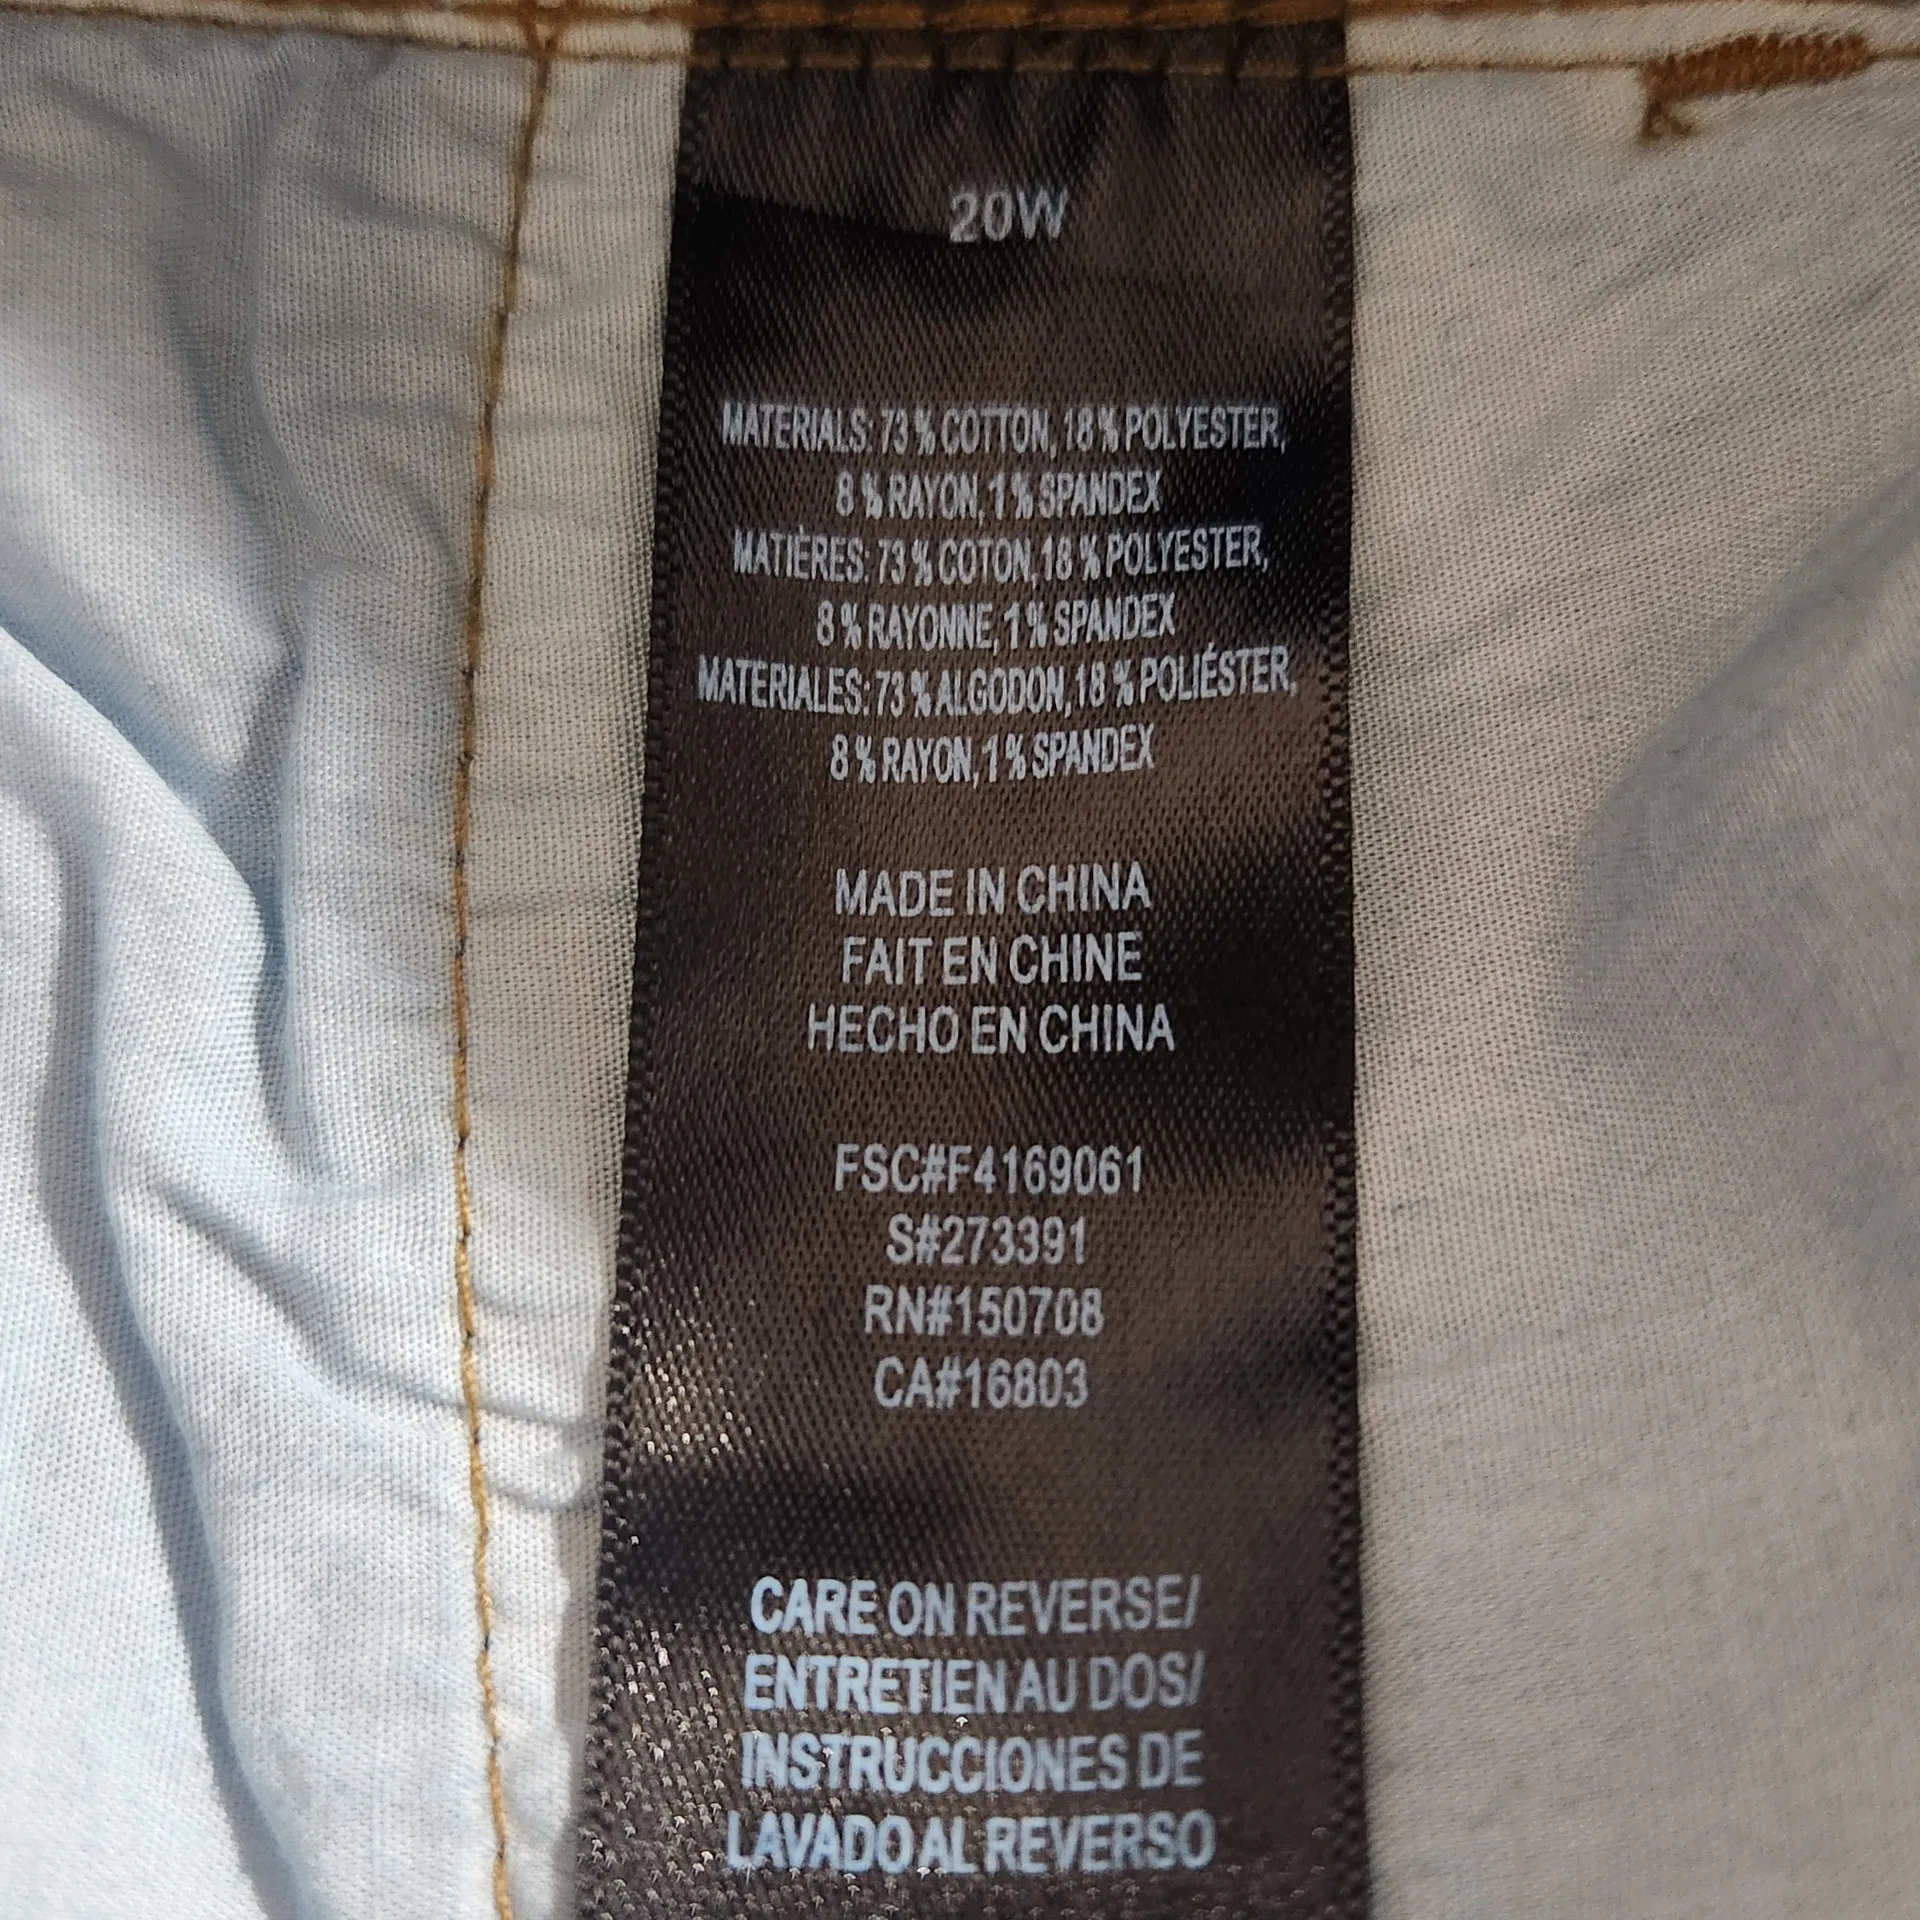 20W
MATERIALS: 73% COTTON, 18% POLYESTER,
8% RAYON, 1% SPANDEX
MATIÈRES: 73% COTON, 18% POLYESTER,
8% RAYONNE, 1% SPANDEX
MATERIALES: 73% ALGODON, 18% POLIÉSTER,
8% RAYON, 1% SPANDEX
MADE IN CHINA
FAIT EN CHINE
HECHO EN CHINA
FSC#F4169061
S#273391
RN#150708
CA#16803
CARE ON REVERSE/
ENTRETIEN AU DOS/
INSTRUCCIONES DE
LAVADO AL REVERSO